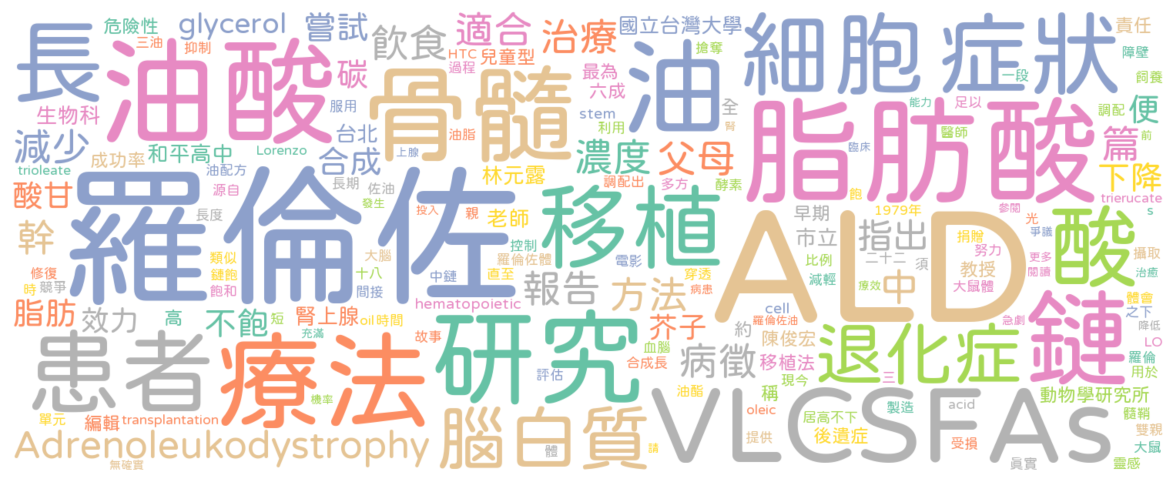 危險性
glycerol
嘗試
飲食
適合
治療
國立台灣大學
細胞
症狀
責任
三油
抑制
HTC
兒童型
過程
搶奪
障壁
長
油酸
碳
骨髓
最為
六成
油
一段
飼養
生物科
服用
stem
全
脂肪酸
能力
足以
調配
便
減少
台北
油脂
利用
腎
醫師
前
成功率
和平高中
Lorenzo
合成
上腺
濃度
父母
臨床
篇
trioleate
油配方
林元露
調配出
多方
酵素
飽
下降
酸甘
源自
長期
佐油
移植
親
trierucate
羅倫佐
發生
投入
老師
早期
1979年
參閱
s
幹
長度
控制
市立
指出
捐贈
光
爭議
酸
類似
大腦
羅倫佐體
電影
比例
二十二
努力
更多
攝取
修復
鏈飽
十八
中鏈
直至
穿透
減輕
須
教授
閱讀
治癒
時
競爭
飽和
間接
hematopoietic
報告
方法
病患
ALD
療效
中
大鼠體
體會
脂肪
效力
高
不飽
短
腎上腺
oil
時間
研究
芥子
cell
羅倫佐油
急劇
鏈
之下
充滿
故事
血腦
約
陳俊宏
降低
患者
療法
合成長
病徵
移植法
退化症
LO
評估
現今
三
羅倫
機率
油酯
稱
動物學研究所
用於
單元
編輯
transplantation
腦白質
oleic
VLCSFAs
居高不下
製造
acid
髓鞘
Adrenoleukodystrophy
體
請
提供
後遺症
受損
雙親
大鼠
無確實
真實
靈感